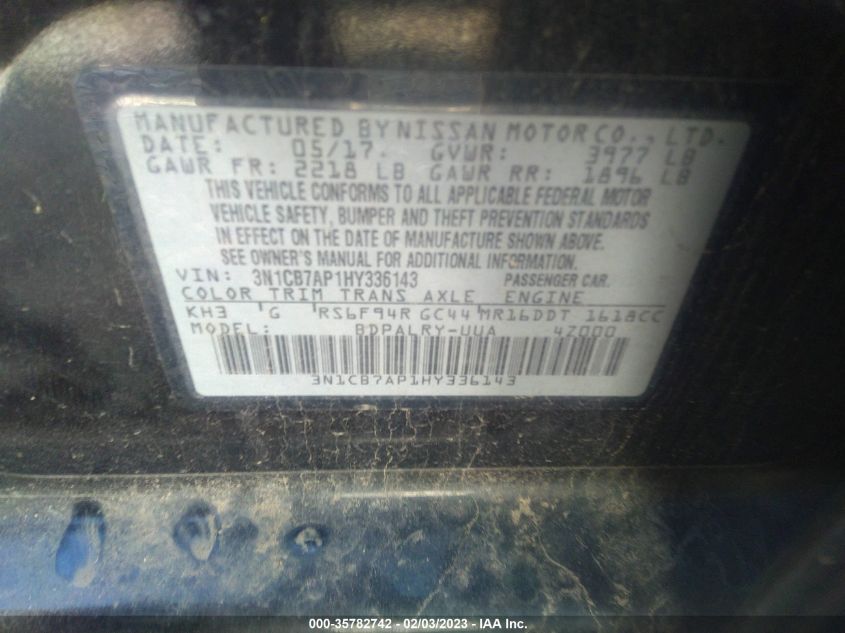 MANUFACTURED BY NISSAN MOTOR CO., LTD.
DATE: 05/17. GVWR: 3977 LB
GAWR FR: 2218 LB GAWR RR: 1896 LB
THIS VEHICLE CONFORMS TO ALL APPLICABLE FEDERAL MOTOR
VEHICLE SAFETY, BUMPER AND THEFT PREVENTION STANDARDS
IN EFFECT ON THE DATE OF MANUFACTURE SHOWN ABOVE.
SEE OWNER'S MANUAL FOR ADDITIONAL INFORMATION.
VIN: 3N1CB7AP1HY336143 PASSENGER CAR.
COLOR TRIM TRANS AXLE ENGINE
KH3 G RS6F94R GC44 MR16DDT 1618CC
MODEL: BDPALRY-UUA 4Z000
3N1CB7AP1HY336143
000-35782742 - 02/03/2023 - IAA Inc.